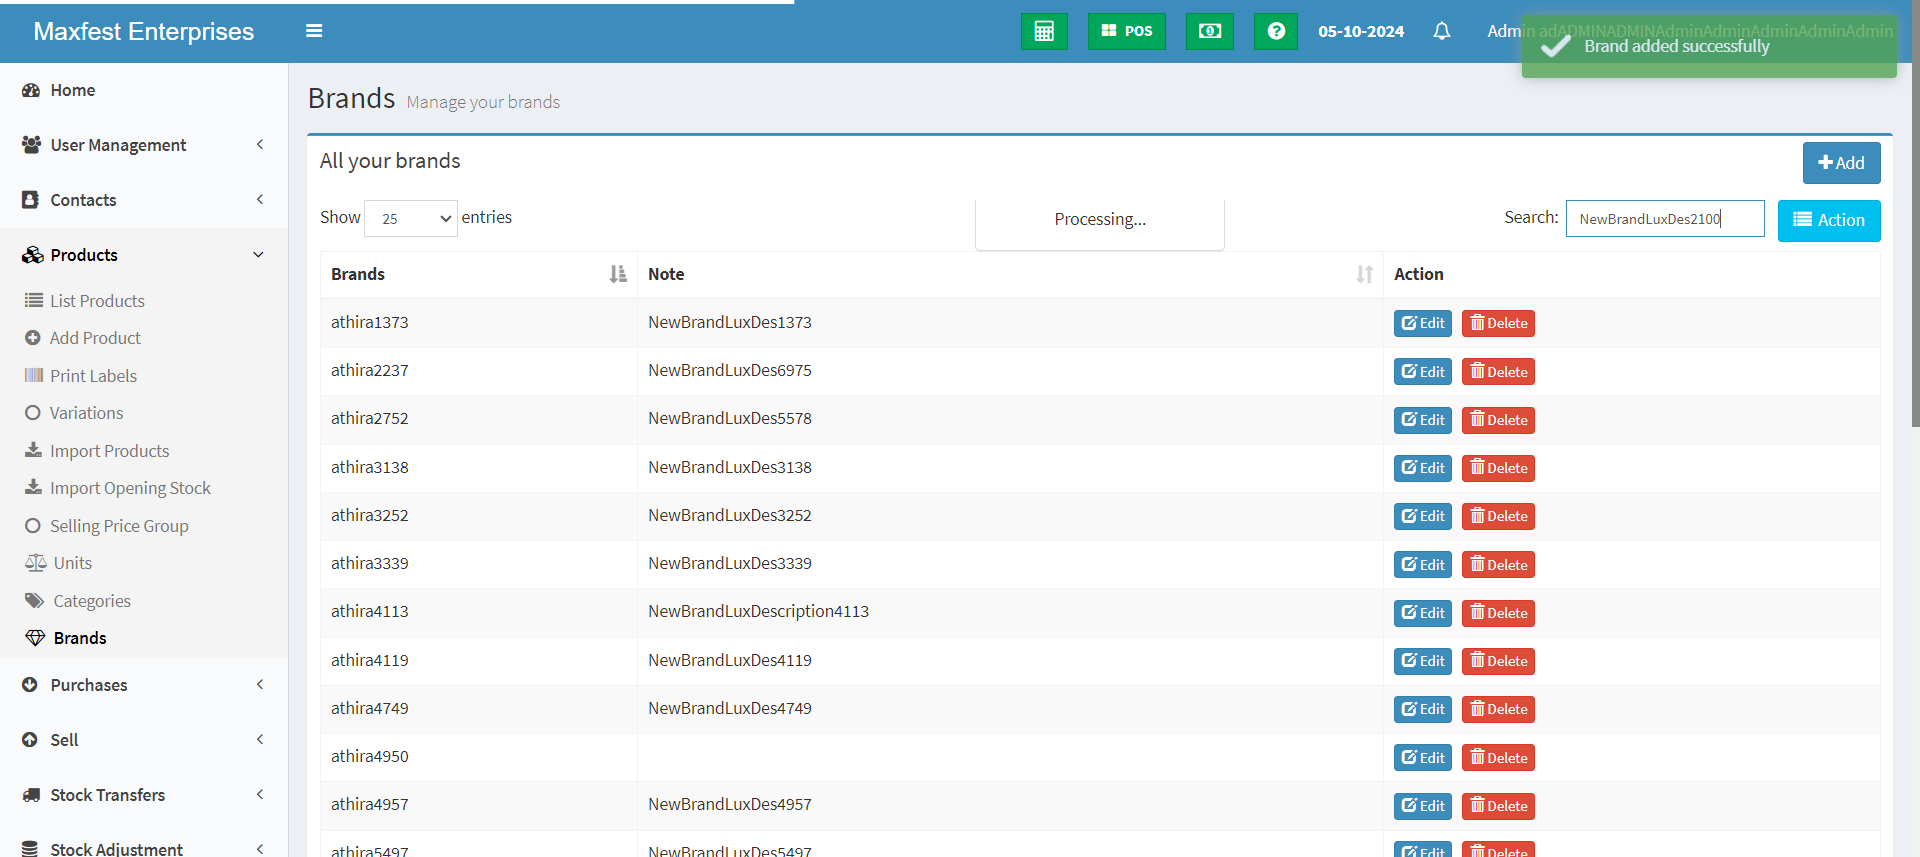 Maxfest Enterprises
POS
05-10-2024
Admin adADMINADMINAdminAdminAdminAdminAdmin
Brand added successfully
Home
User Management
Contacts
Products
List Products
Add Product
Print Labels
Variations
Import Products
Import Opening Stock
Selling Price Group
Units
Categories
Brands
Purchases
Sell
Stock Transfers
Stock Adjustment
Brands Manage your brands
All your brands
Add
Show 25 entries
Processing...
Search: NewBrandLuxDes2100
Action
Brands Note Action
athira1373 NewBrandLuxDes1373 Edit Delete
athira2237 NewBrandLuxDes6975 Edit Delete
athira2752 NewBrandLuxDes5578 Edit Delete
athira3138 NewBrandLuxDes3138 Edit Delete
athira3252 NewBrandLuxDes3252 Edit Delete
athira3339 NewBrandLuxDes3339 Edit Delete
athira4113 NewBrandLuxDescription4113 Edit Delete
athira4119 NewBrandLuxDes4119 Edit Delete
athira4749 NewBrandLuxDes4749 Edit Delete
athira4950 Edit Delete
athira4957 NewBrandLuxDes4957 Edit Delete
athira5497 NewBrandLuxDes5497 Edit Delete